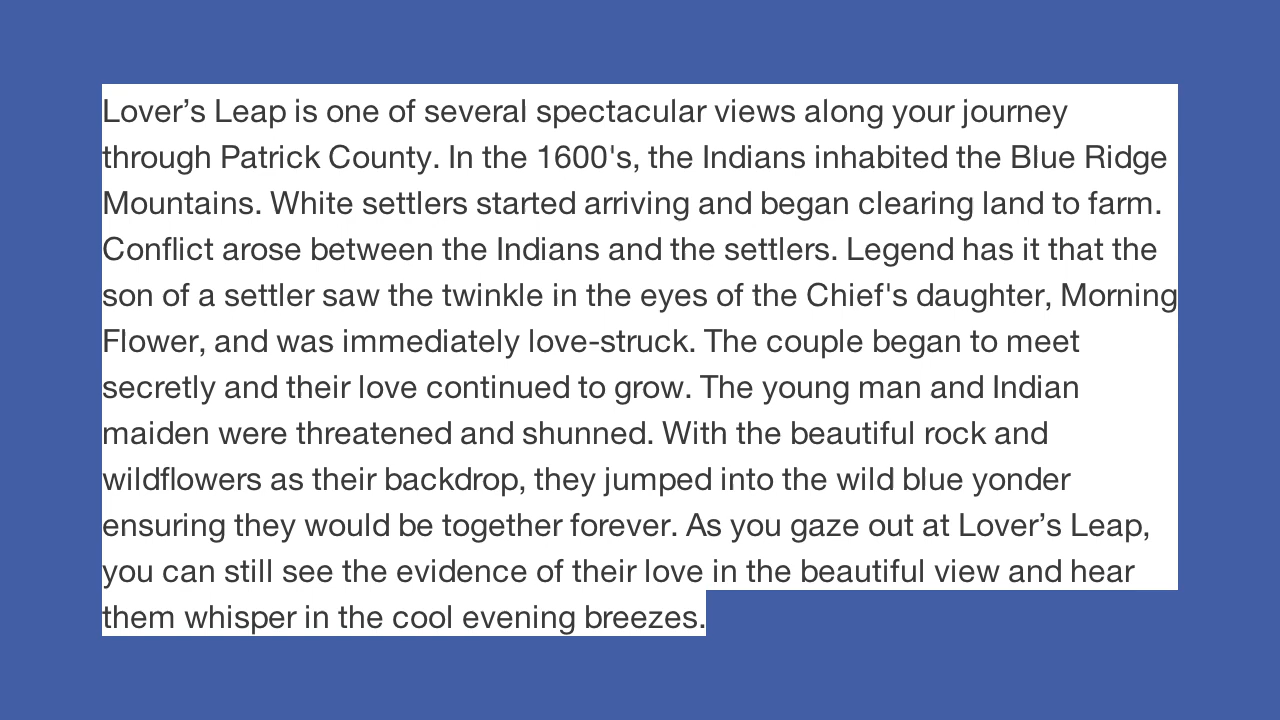 Lover’s Leap is one of several spectacular views along your journey
through Patrick County. In the 1600's, the Indians inhabited the Blue Ridge
Mountains. White settlers started arriving and began clearing land to farm.
Conflict arose between the Indians and the settlers. Legend has it that the
son of a settler saw the twinkle in the eyes of the Chief's daughter, Morning
Flower, and was immediately love-struck. The couple began to meet
secretly and their love continued to grow. The young man and Indian
maiden were threatened and shunned. With the beautiful rock and
wildflowers as their backdrop, they jumped into the wild blue yonder
ensuring they would be together forever. As you gaze out at Lover’s Leap,
you can still see the evidence of their love in the beautiful view and hear
them whisper in the cool evening breezes.